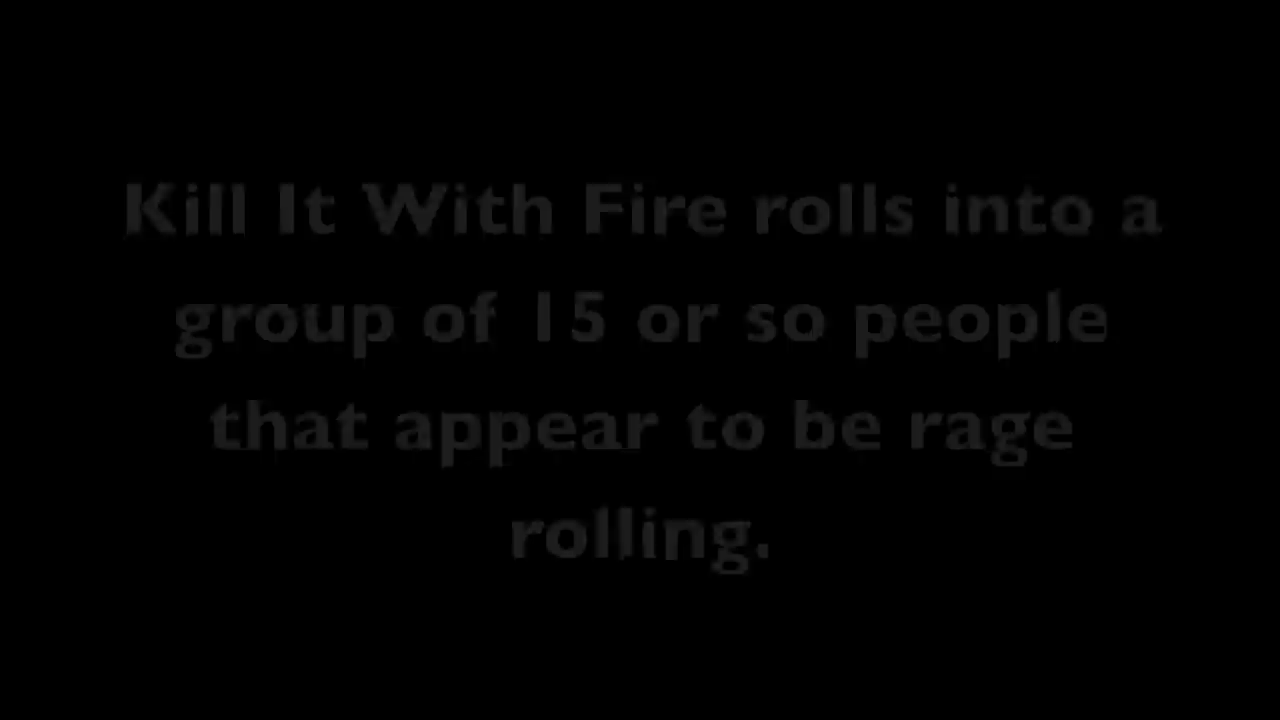 Kill It With Fire rolls into a
group of 15 or so people
that appear to be rage
rolling.